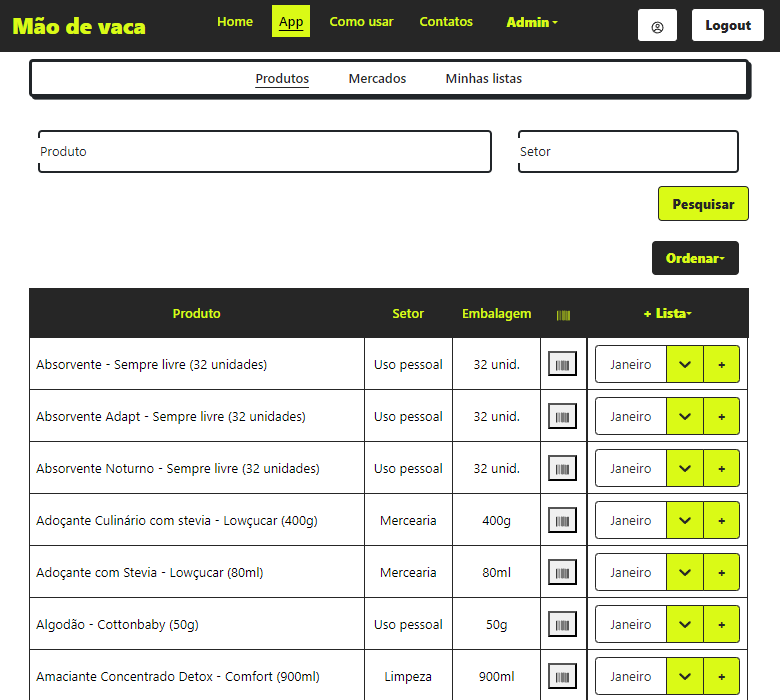 Mão de vaca Home App Como usar Contatos Admin Logout
Produtos Mercados Minhas listas
Produto Setor
Pesquisar
Ordenar
Produto Setor Embalagem + Lista
Absorvente - Sempre livre (32 unidades) Uso pessoal 32 unid. Janeiro +
Absorvente Adapt - Sempre livre (32 unidades) Uso pessoal 32 unid. Janeiro +
Absorvente Noturno - Sempre livre (32 unidades) Uso pessoal 32 unid. Janeiro +
Adoçante Culinário com stevia - Lowçucar (400g) Mercearia 400g Janeiro +
Adoçante com Stevia - Lowçucar (80ml) Mercearia 80ml Janeiro +
Algodão - Cottonbaby (50g) Uso pessoal 50g Janeiro +
Amaciante Concentrado Detox - Comfort (900ml) Limpeza 900ml Janeiro +